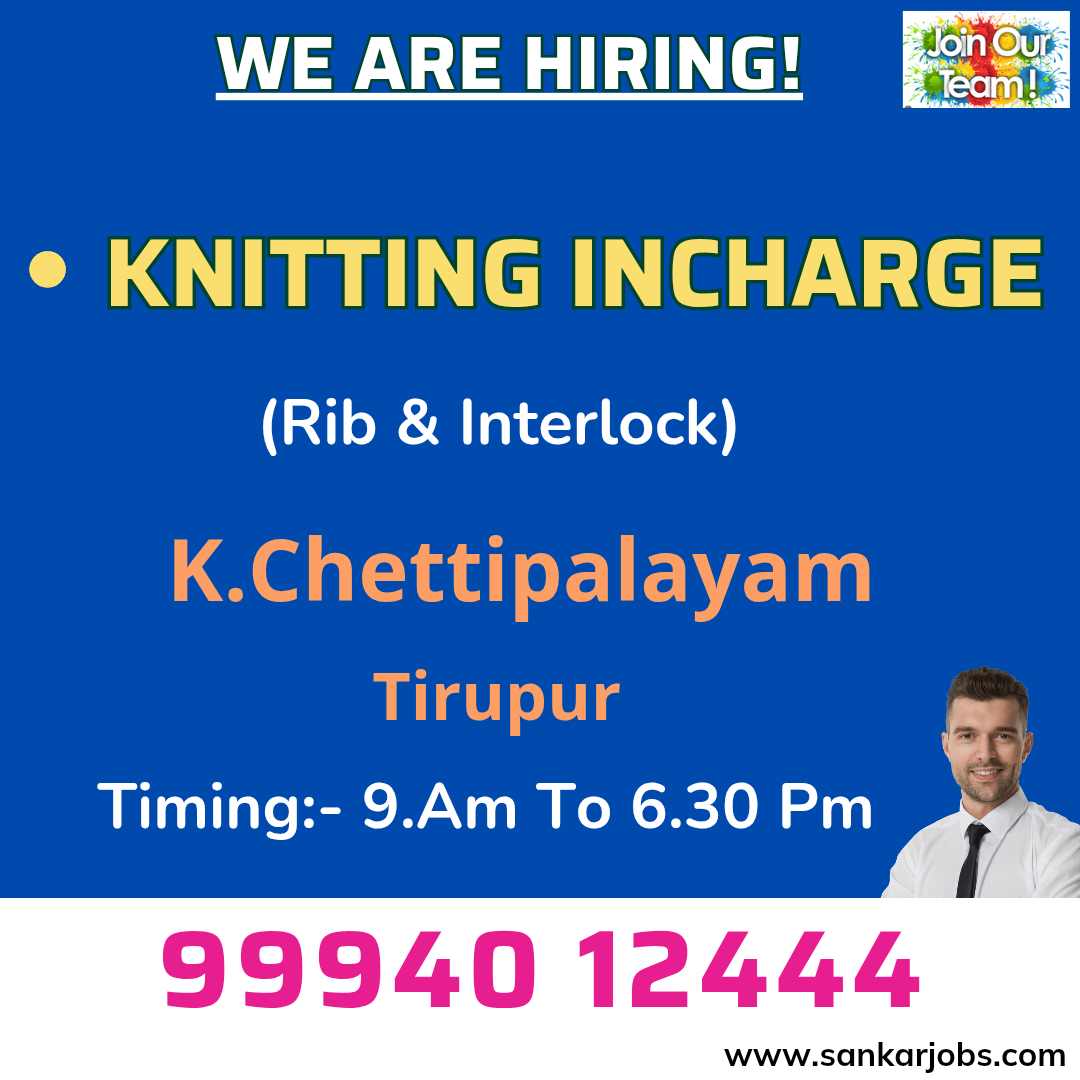 WE ARE HIRING!
Join Our
Team !
• KNITTING INCHARGE
(Rib & Interlock)
K.Chettipalayam
Tirupur
Timing:- 9.Am To 6.30 Pm
99940 12444
www.sankarjobs.com